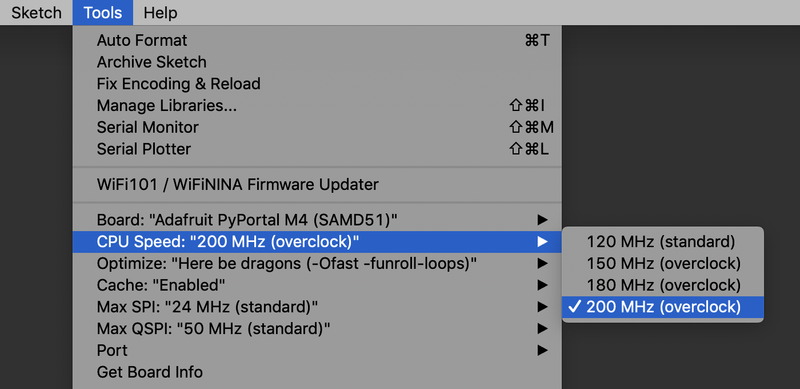 Sketch Tools Help
Auto Format ⌘T
Archive Sketch
Fix Encoding & Reload
Manage Libraries... ⇧⌘I
Serial Monitor ⇧⌘M
Serial Plotter ⇧⌘L
WiFi101 / WiFiNINA Firmware Updater
Board: "Adafruit PyPortal M4 (SAMD51)"
CPU Speed: "200 MHz (overclock)"
Optimize: "Here be dragons (-Ofast -funroll-loops)"
Cache: "Enabled"
Max SPI: "24 MHz (standard)"
Max QSPI: "50 MHz (standard)"
Port
Get Board Info
120 MHz (standard)
150 MHz (overclock)
180 MHz (overclock)
✓ 200 MHz (overclock)